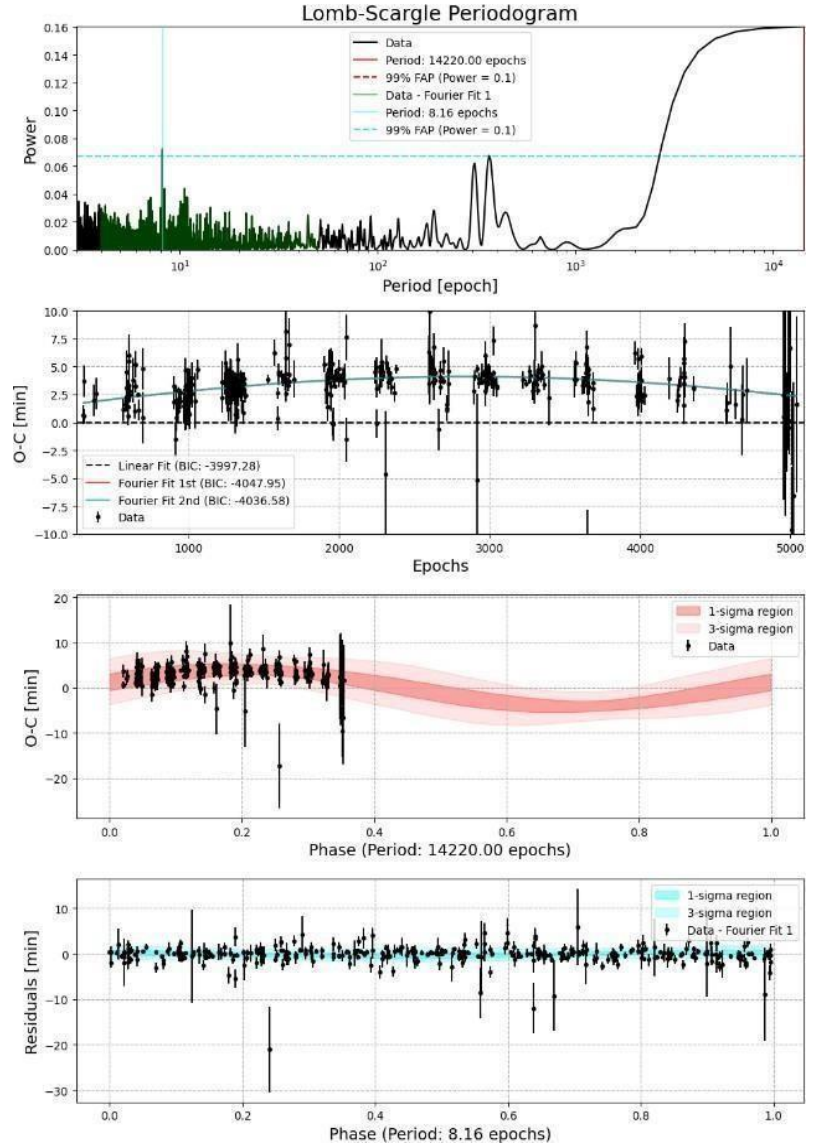 Lomb-Scargle Periodogram
Power
0.16
0.14
0.12
0.10
0.08
0.06
0.04
0.02
0.00
Data
Period: 14220.00 epochs
99% FAP (Power = 0.1)
Data - Fourier Fit 1
Period: 8.16 epochs
99% FAP (Power = 0.1)
10¹ 10² 10³ 10⁴
Period [epoch]
O-C [min]
10.0
7.5
5.0
2.5
0.0
-2.5
-5.0
-7.5
-10.0
Linear Fit (BIC: -3997.28)
Fourier Fit 1st (BIC: -4047.95)
Fourier Fit 2nd (BIC: -4036.58)
Data
1000 2000 3000 4000 5000
Epochs
O-C [min]
20
10
0
-10
-20
1-sigma region
3-sigma region
Data
0.0 0.2 0.4 0.6 0.8 1.0
Phase (Period: 14220.00 epochs)
Residuals [min]
10
0
-10
-20
-30
1-sigma region
3-sigma region
Data - Fourier Fit 1
0.0 0.2 0.4 0.6 0.8 1.0
Phase (Period: 8.16 epochs)